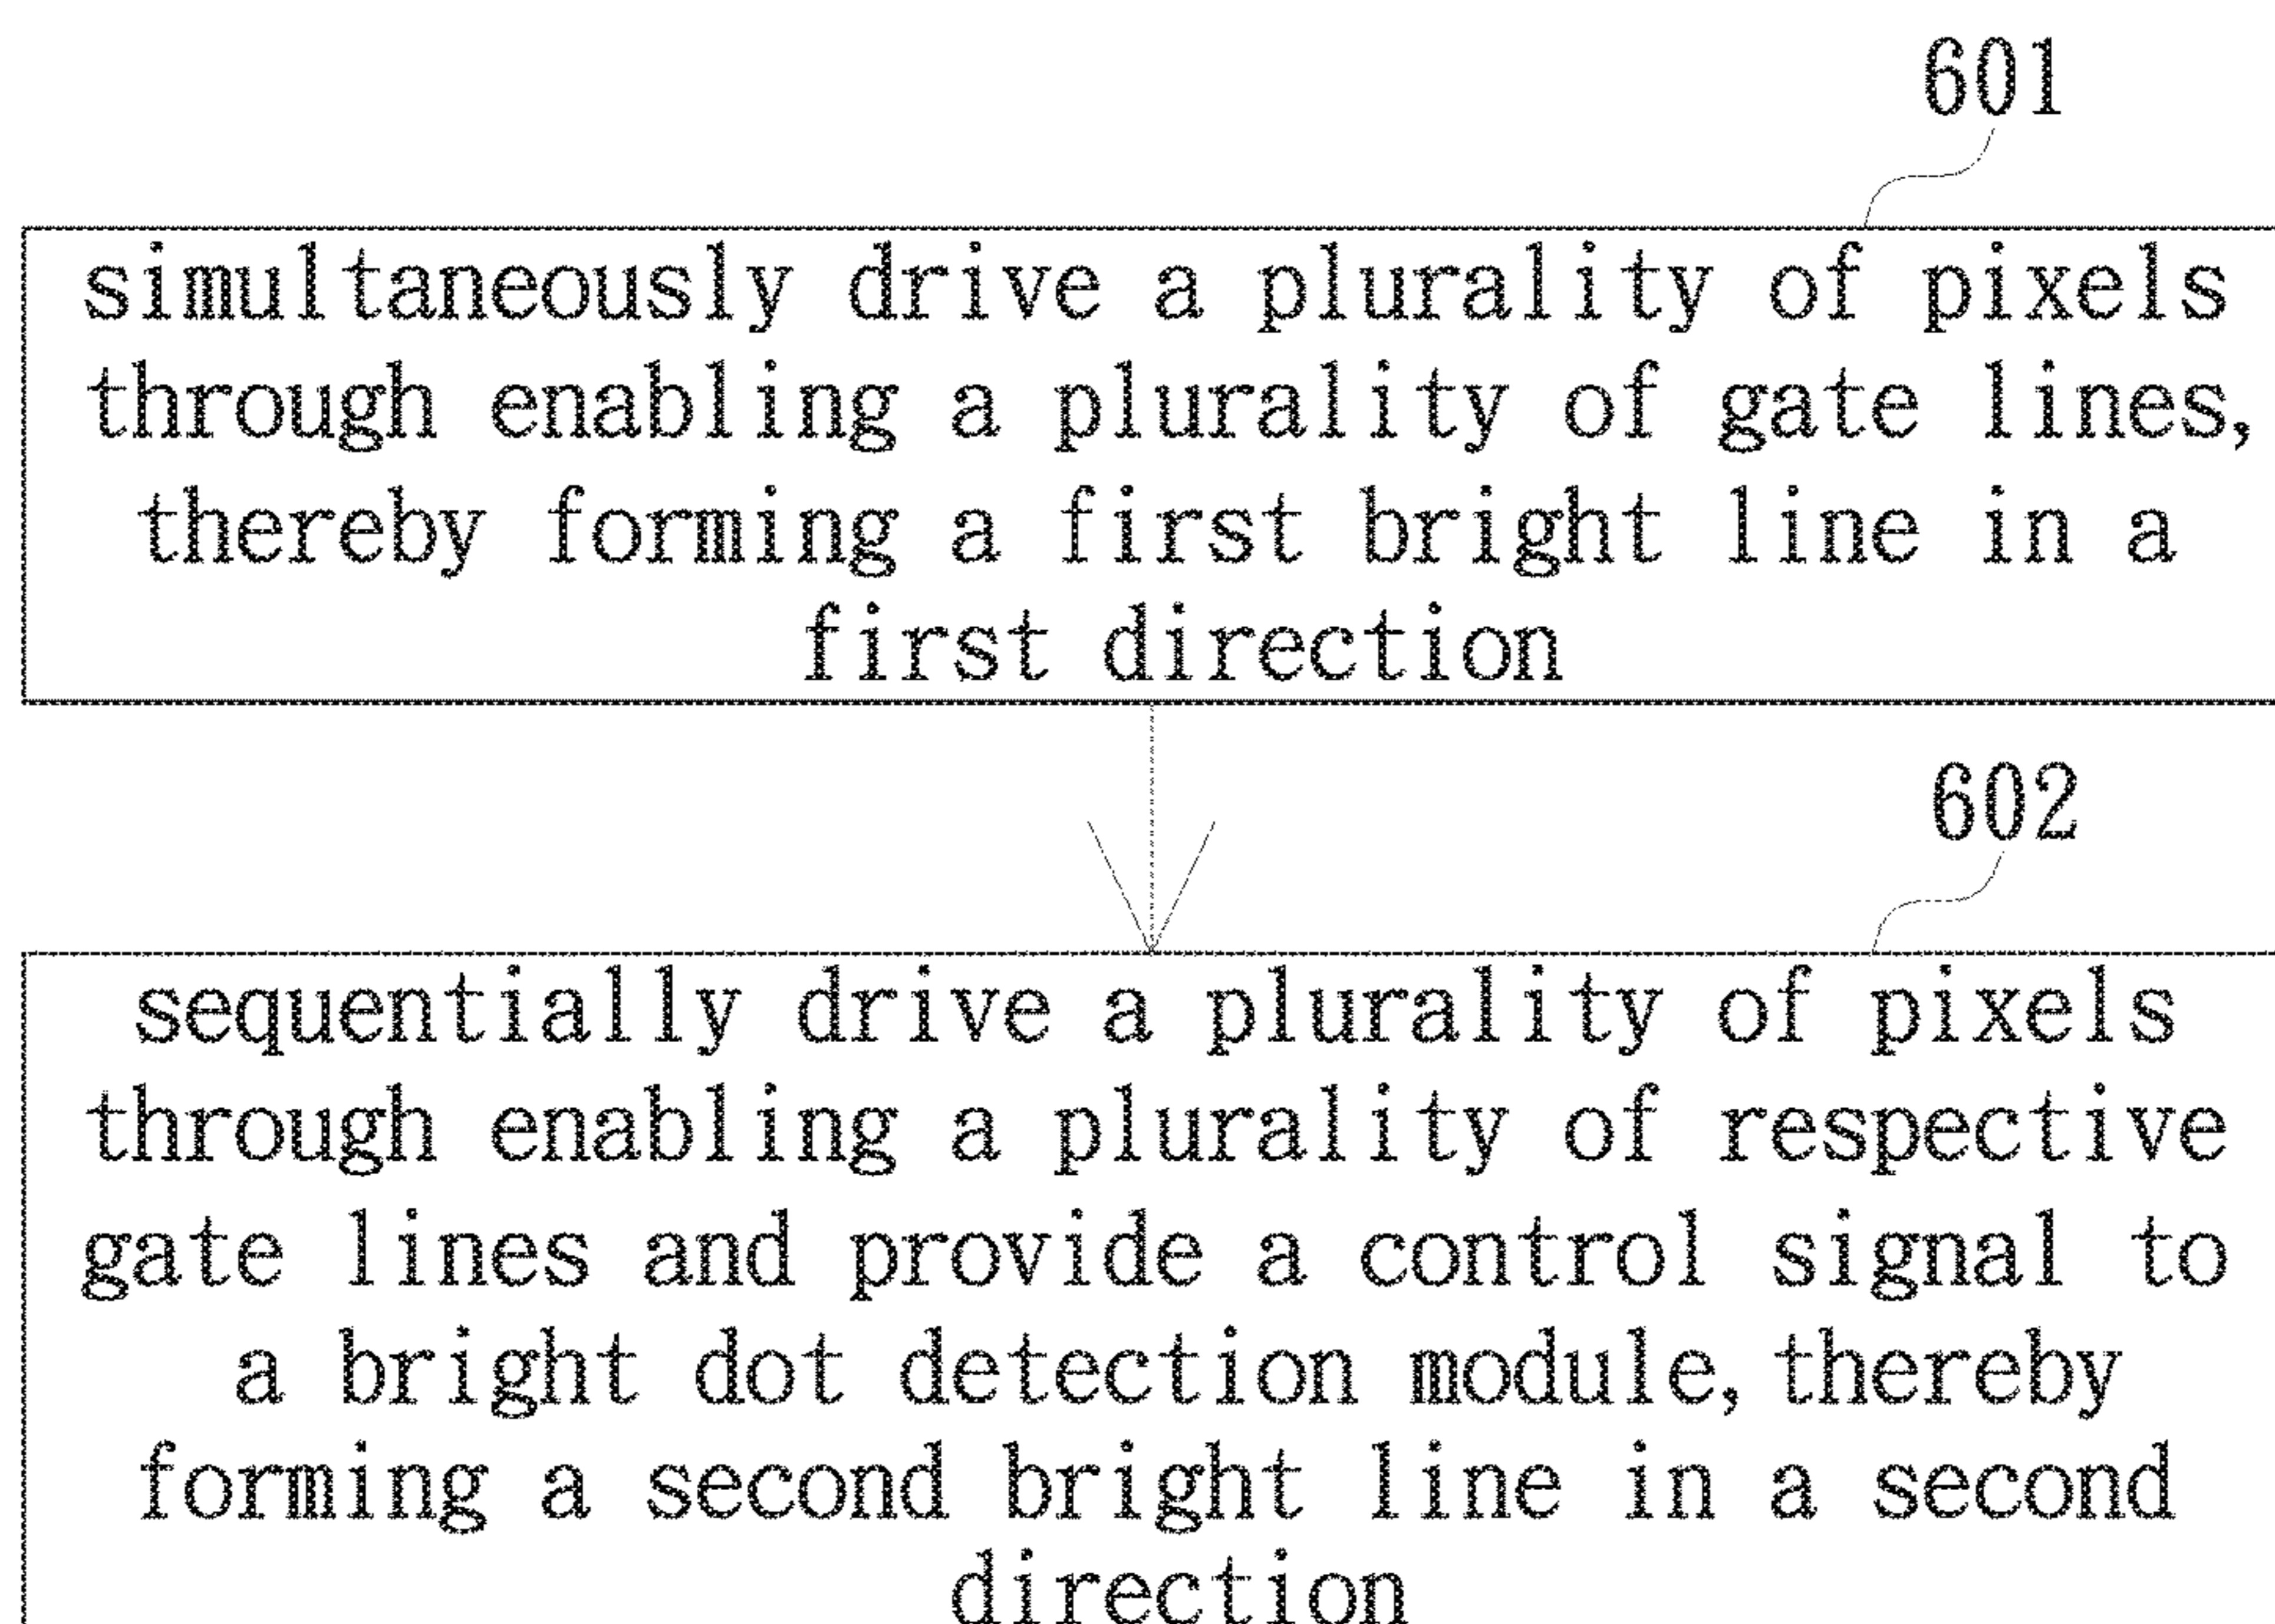 601
simultaneously drive a plurality of pixels
through enabling a plurality of gate lines,
thereby forming a first bright line in a
first direction
602
sequentially drive a plurality of pixels
through enabling a plurality of respective
gate lines and provide a control signal to
a bright dot detection module, thereby
forming a second bright line in a second
direction